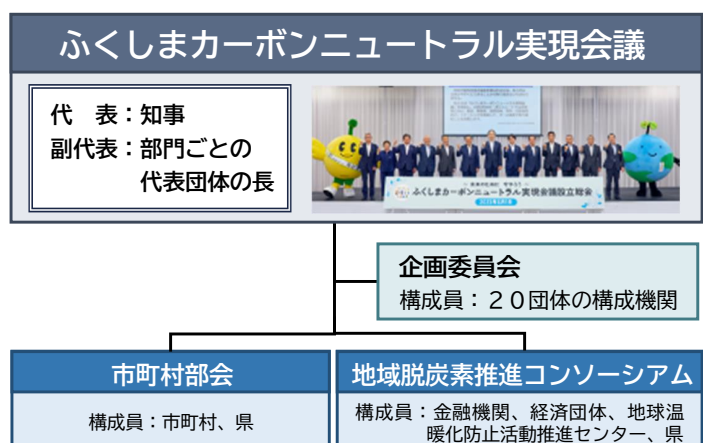 ふくしまカーボンニュートラル実現会議
代　表：知事
副代表：部門ごとの
代表団体の長
ふくしまカーボンニュートラル実現会議設立総会
企画委員会
構成員：２０団体の構成機関
市町村部会
地域脱炭素推進コンソーシアム
構成員：市町村、県
構成員：金融機関、経済団体、地球温
暖化防止活動推進センター、県